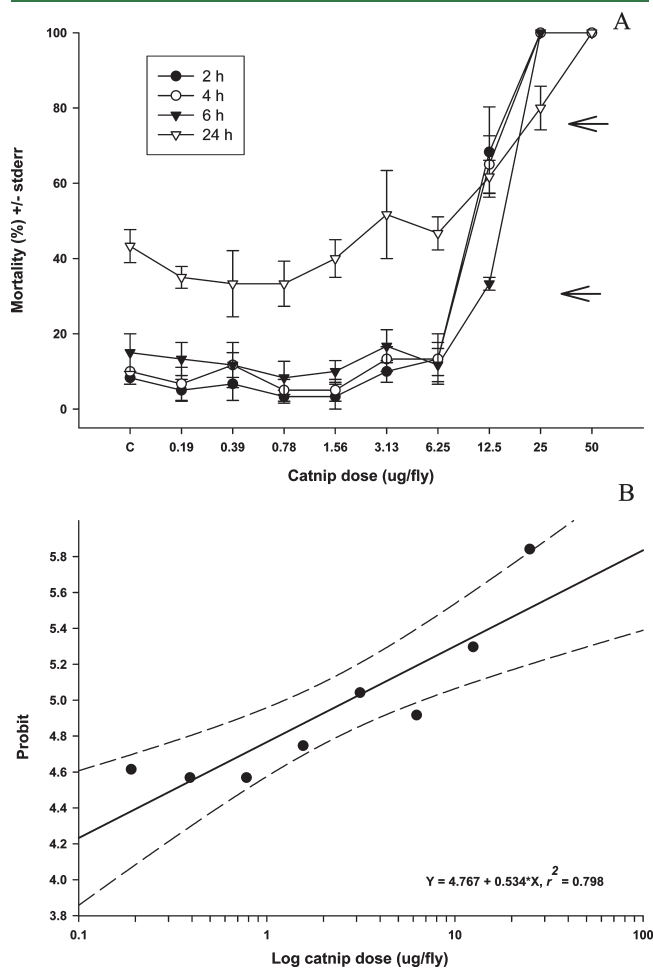 A
100
80
60
40
20
0
Mortality (%) +/- stderr
2 h
4 h
6 h
24 h
C 0.19 0.39 0.78 1.56 3.13 6.25 12.5 25 50
Catnip dose (ug/fly)
B
5.8
5.6
5.4
5.2
5.0
4.8
4.6
4.4
4.2
4.0
3.8
Probit
Y = 4.767 + 0.534*X, r² = 0.798
0.1 1 10 100
Log catnip dose (ug/fly)